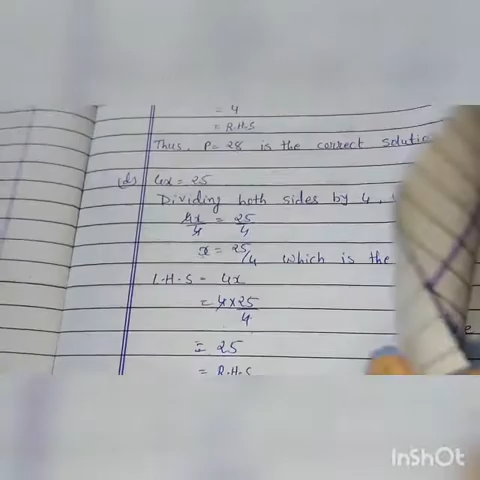 = 4
= R.H.S
Thus, P = 28 is the correct solutio
(d) 4x = 25
Dividing both sides by 4,
4x/4 = 25/4
x = 25/4 which is the
L.H.S = 4x
= 4 x 25/4
= 25
= R.H.S
InShOt